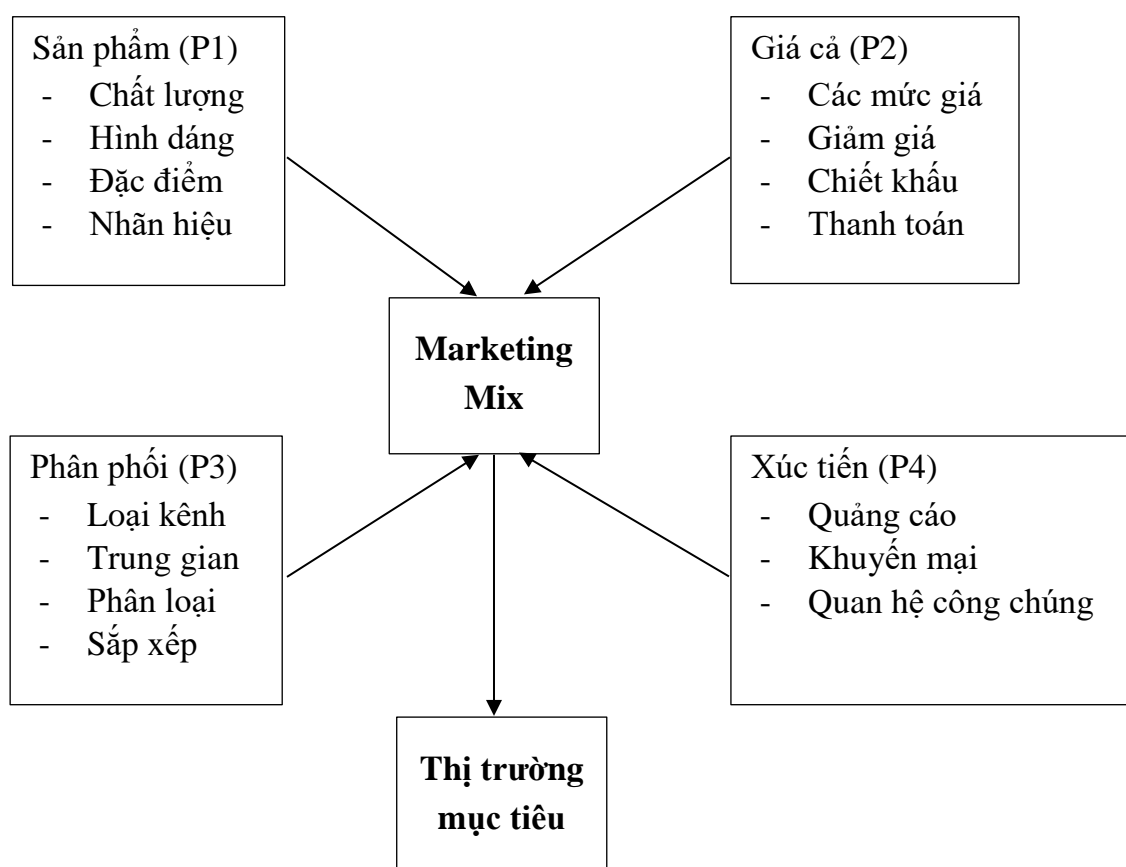 Sản phẩm (P1)
- Chất lượng
- Hình dáng
- Đặc điểm
- Nhãn hiệu
Giá cả (P2)
- Các mức giá
- Giảm giá
- Chiết khấu
- Thanh toán
Marketing
Mix
Phân phối (P3)
- Loại kênh
- Trung gian
- Phân loại
- Sắp xếp
Xúc tiến (P4)
- Quảng cáo
- Khuyến mại
- Quan hệ công chúng
Thị trường
mục tiêu